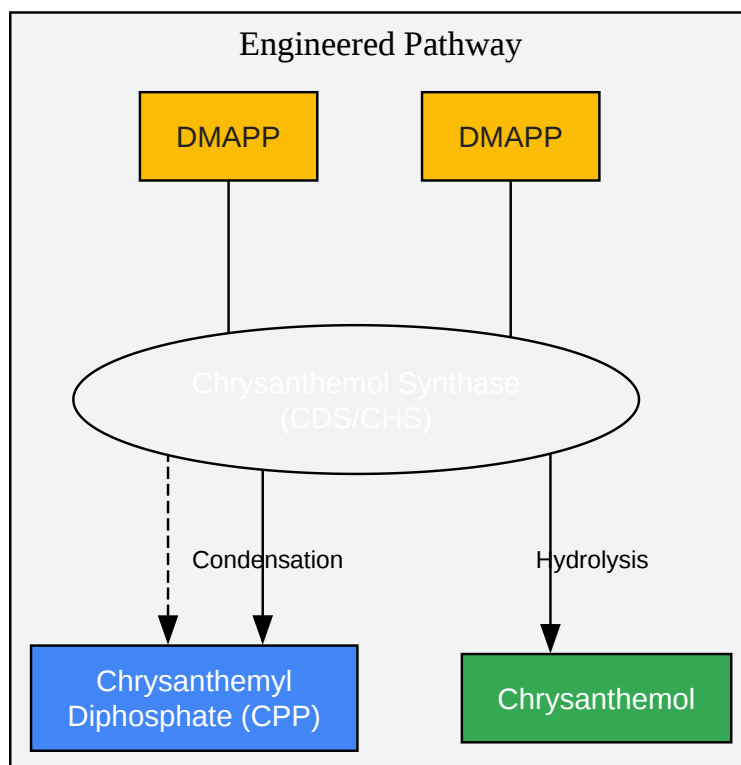 Engineered Pathway
DMAPP
DMAPP
Chrysanthemol Synthase
(CDS/CHS)
Condensation
Hydrolysis
Chrysanthemyl
Diphosphate (CPP)
Chrysanthemol